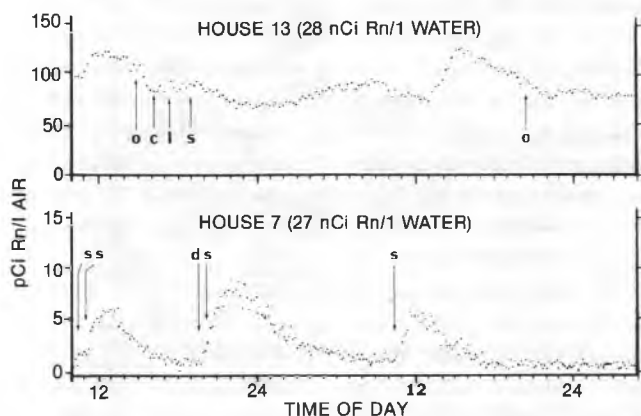 HOUSE 13 (28 nCi Rn/1 WATER)
150
100
50
0
o c l s o
pCi Rn/l AIR
HOUSE 7 (27 nCi Rn/1 WATER)
15
10
5
0
s s d s s
12 24 12 24
TIME OF DAY